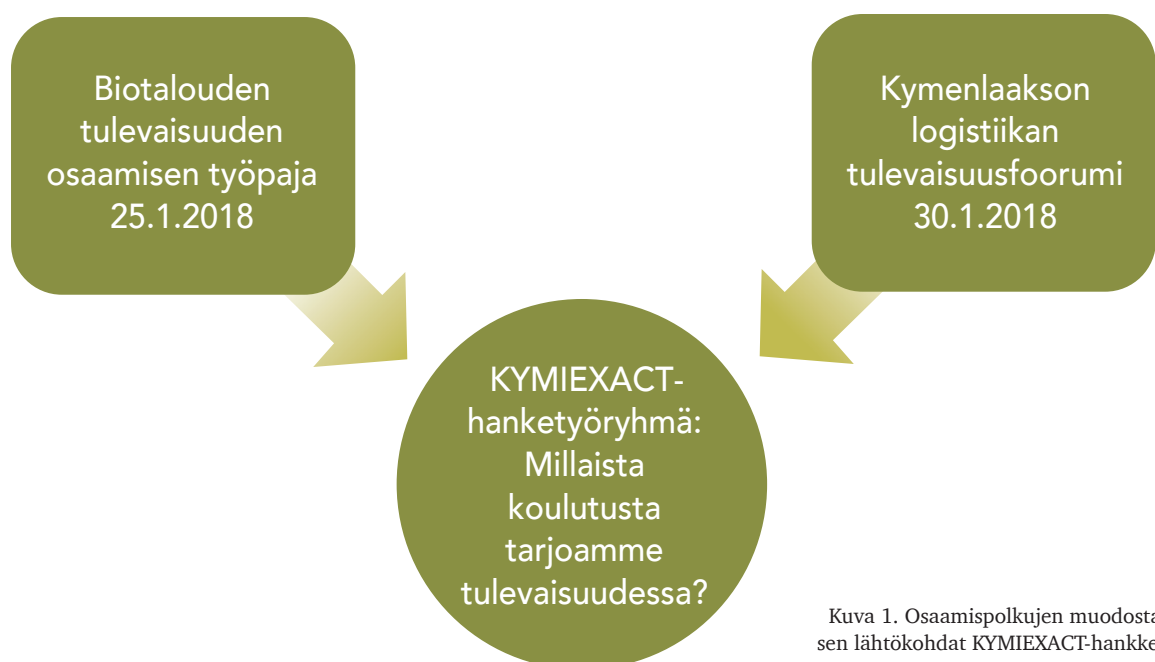 Biotalouden
tulevaisuuden
osaamisen työpaja
25.1.2018
Kymenlaakson
logistiikan
tulevaisuusfoorumi
30.1.2018
KYMIEXACT-
hanketyöryhmä:
Millaista
koulutusta
tarjoamme
tulevaisuudessa?
Kuva 1. Osaamispolkujen muodosta
sen lähtökohdat KYMIEXACT-hankke